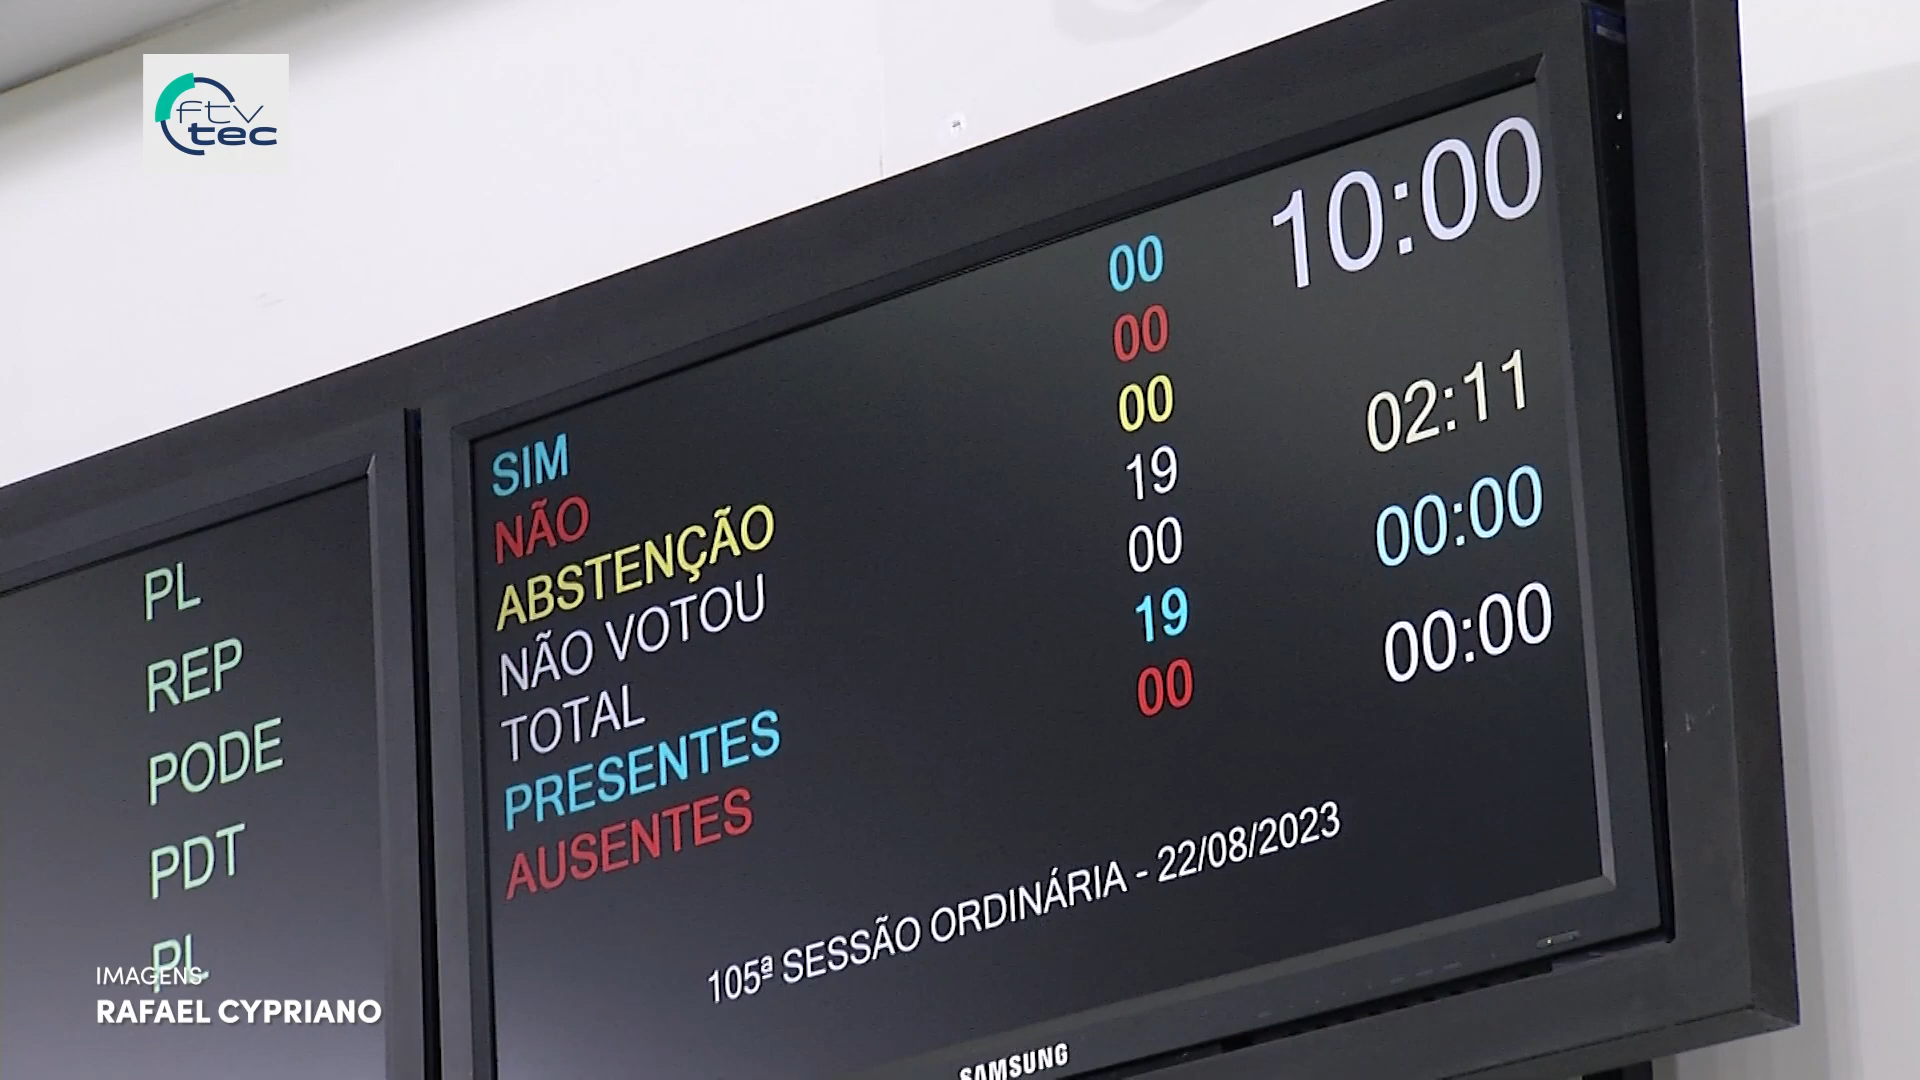 ftv
tec
10:00
SIM 00
NÃO 00
ABSTENÇÃO 00
NÃO VOTOU 19
TOTAL 00
PRESENTES 19
AUSENTES 00
02:11
00:00
00:00
105ª SESSÃO ORDINÁRIA - 22/08/2023
SAMSUNG
PL
REP
PODE
PDT
PL
IMAGENS
RAFAEL CYPRIANO